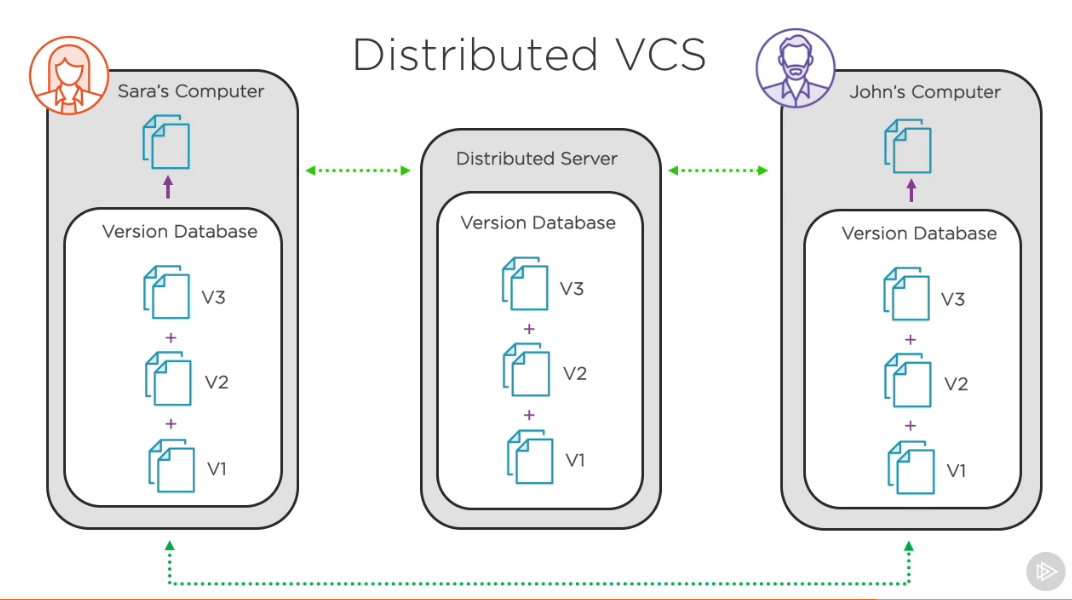 Distributed VCS
Sara's Computer
Version Database
V3
+
V2
+
V1
Distributed Server
Version Database
V3
+
V2
+
V1
John's Computer
Version Database
V3
+
V2
+
V1